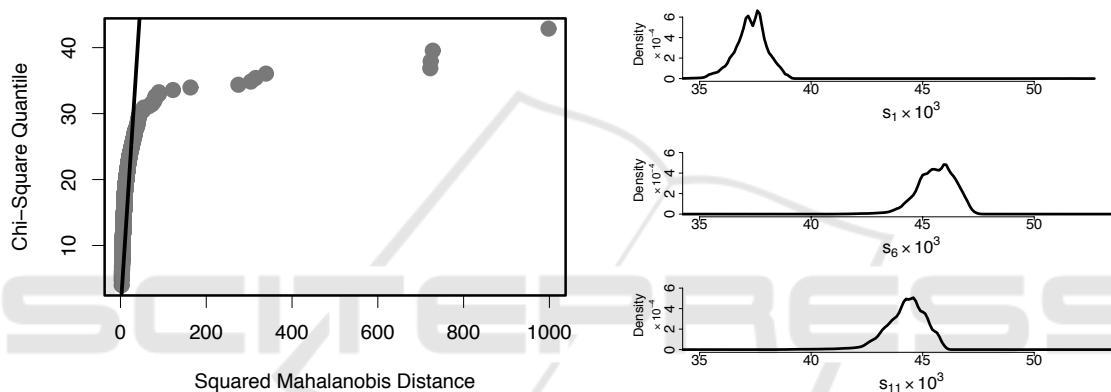 Chi−Square Quantile
40
30
20
10
0 200 400 600 800 1000
Squared Mahalanobis Distance
Density
× 10⁻⁴
0 2 4 6
35 40 45 50
s₁ × 10³
Density
× 10⁻⁴
0 2 4 6
35 40 45 50
s₆ × 10³
Density
× 10⁻⁴
0 2 4 6
35 40 45 50
s₁₁ × 10³
SCITEPRESS